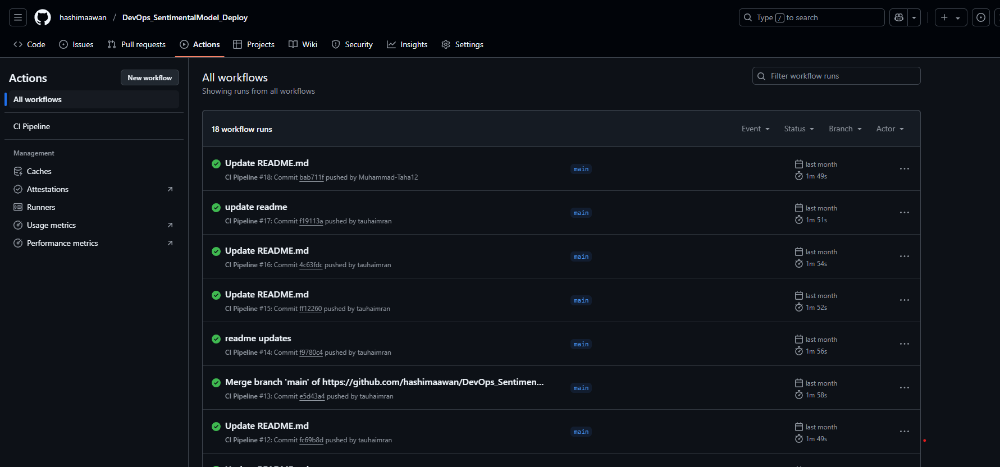 hashimaawan / DevOps_SentimentalModel_Deploy
Type / to search
Code Issues Pull requests Actions Projects Wiki Security Insights Settings
Actions
New workflow
All workflows
CI Pipeline
Management
Caches
Attestations
Runners
Usage metrics
Performance metrics
All workflows
Showing runs from all workflows
Filter workflow runs
18 workflow runs
Event Status Branch Actor
Update README.md
CI Pipeline #18: Commit bab711f pushed by Muhammad-Taha12
main
last month
1m 49s
update readme
CI Pipeline #17: Commit f19113a pushed by tauhaimran
main
last month
1m 51s
Update README.md
CI Pipeline #16: Commit 4c63fdc pushed by tauhaimran
main
last month
1m 54s
Update README.md
CI Pipeline #15: Commit ff12260 pushed by tauhaimran
main
last month
1m 52s
readme updates
CI Pipeline #14: Commit f9780c4 pushed by tauhaimran
main
last month
1m 56s
Merge branch 'main' of https://github.com/hashimaawan/DevOps_Sentimen...
CI Pipeline #13: Commit e5d43a4 pushed by tauhaimran
main
last month
1m 58s
Update README.md
CI Pipeline #12: Commit fc69b8d pushed by tauhaimran
main
last month
1m 49s